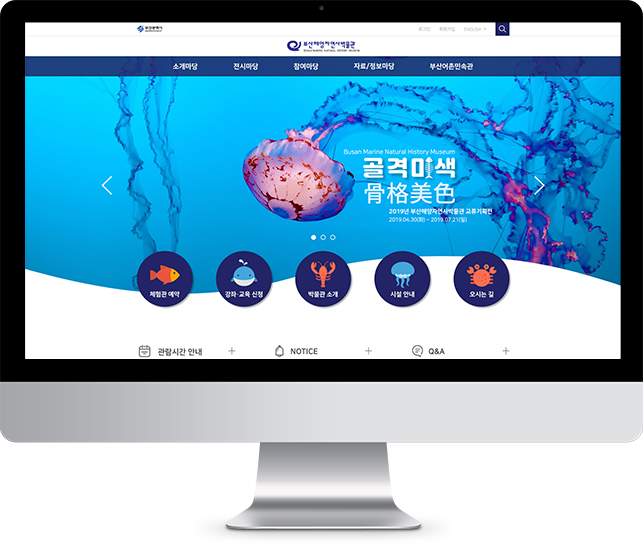 부산광역시
로그인 회원가입 ENGLISH
부산해양자연사박물관
BUSAN MARINE NATURAL HISTORY MUSEUM
소개마당 전시마당 참여마당 자료/정보마당 부산어촌민속관
Busan Marine Natural History Museum
골격미색
骨格美色
2019년 부산해양자연사박물관 교류기획전
2019.04.30(화) ~ 2019.07.21(일)
체험관 예약 강좌·교육 신청 박물관 소개 시설 안내 오시는 길
관람시간 안내 + NOTICE + Q&A +